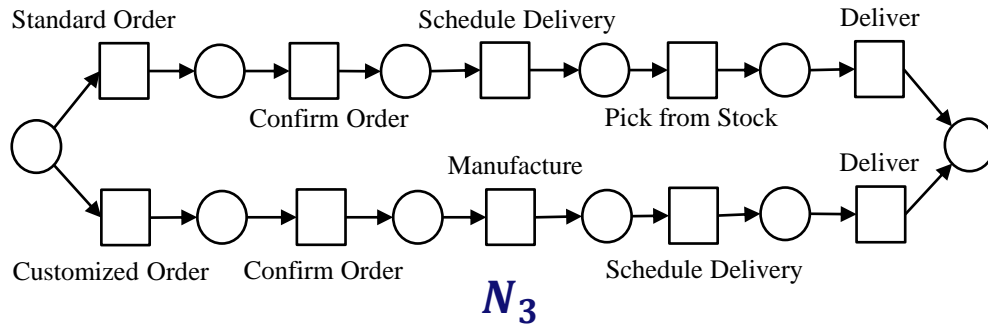 Standard Order
Schedule Delivery
Deliver
Confirm Order
Pick from Stock
Manufacture
Deliver
Customized Order
Confirm Order
Schedule Delivery
N₃